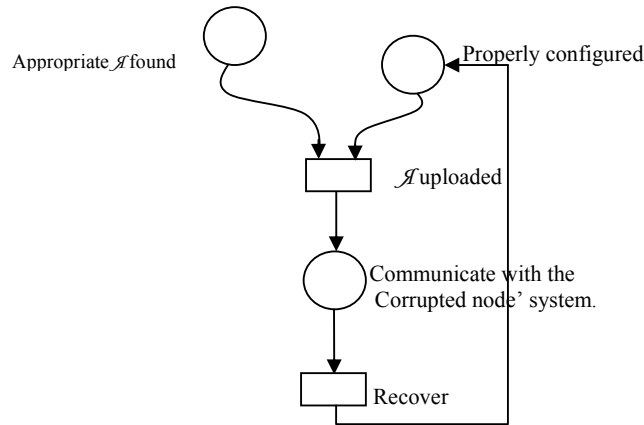 Properly configured
Appropriate 𝒜 found
𝒜 uploaded
Communicate with the
Corrupted node’ system.
Recover